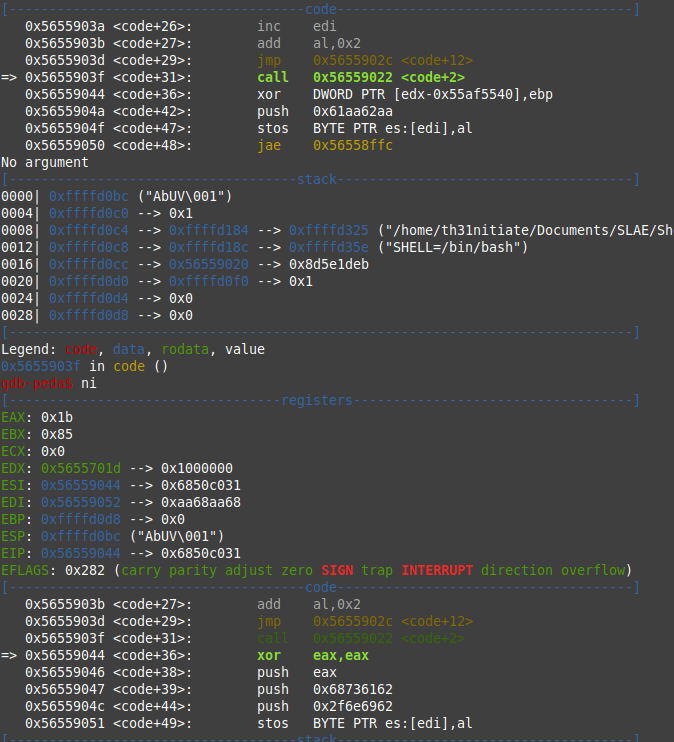 [-------------------------------------code-------------------------------------]
   0x5655903a <code+26>:        inc    edi
   0x5655903b <code+27>:        add    al,0x2
   0x5655903d <code+29>:        jmp    0x5655902c <code+12>
=> 0x5655903f <code+31>:        call   0x56559022 <code+2>
   0x56559044 <code+36>:        xor    DWORD PTR [edx-0x55af5540],ebp
   0x5655904a <code+42>:        push   0x61aa62aa
   0x5655904f <code+47>:        stos   BYTE PTR es:[edi],al
   0x56559050 <code+48>:        jae    0x56558ffc
No argument
[------------------------------------stack-------------------------------------]
0000| 0xffffd0bc ("AbUV\001")
0004| 0xffffd0c0 --> 0x1
0008| 0xffffd0c4 --> 0xffffd184 --> 0xffffd325 ("/home/th31nitiate/Documents/SLAE/Sh
0012| 0xffffd0c8 --> 0xffffd18c --> 0xffffd35e ("SHELL=/bin/bash")
0016| 0xffffd0cc --> 0x56559020 --> 0x8d5e1deb
0020| 0xffffd0d0 --> 0xffffd0f0 --> 0x1
0024| 0xffffd0d4 --> 0x0
0028| 0xffffd0d8 --> 0x0
[------------------------------------------------------------------------------]
Legend: code, data, rodata, value
0x5655903f in code ()
gdb-peda$ ni
[----------------------------------registers-----------------------------------]
EAX: 0x1b
EBX: 0x85
ECX: 0x0
EDX: 0x5655701d --> 0x1000000
ESI: 0x56559044 --> 0x6850c031
EDI: 0x56559052 --> 0xaa68aa68
EBP: 0xffffd0d8 --> 0x0
ESP: 0xffffd0bc ("AbUV\001")
EIP: 0x56559044 --> 0x6850c031
EFLAGS: 0x282 (carry parity adjust zero SIGN trap INTERRUPT direction overflow)
[-------------------------------------code-------------------------------------]
   0x5655903b <code+27>:        add    al,0x2
   0x5655903d <code+29>:        jmp    0x5655902c <code+12>
   0x5655903f <code+31>:        call   0x56559022 <code+2>
=> 0x56559044 <code+36>:        xor    eax,eax
   0x56559046 <code+38>:        push   eax
   0x56559047 <code+39>:        push   0x68736162
   0x5655904c <code+44>:        push   0x2f6e6962
   0x56559051 <code+49>:        stos   BYTE PTR es:[edi],al
[------------------------------------stack-------------------------------------]